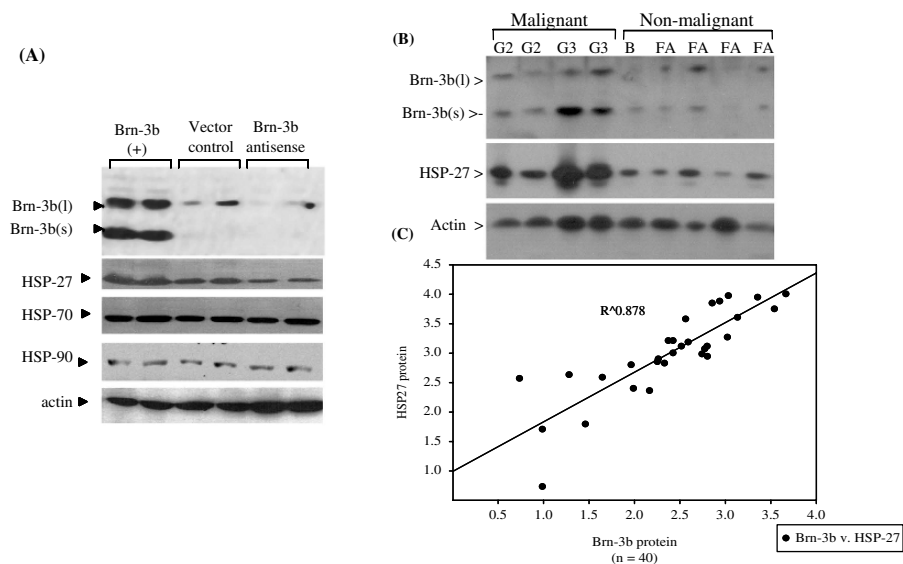 (A)
Brn-3b
(+)
Vector
control
Brn-3b
antisense
Brn-3b(l)
Brn-3b(s)
HSP-27
HSP-70
HSP-90
actin
(B)
Malignant
Non-malignant
G2 G2 G3 G3 B FA FA FA FA
Brn-3b(l) >
Brn-3b(s) >-
HSP-27 >
Actin >
(C)
4.5
4.0
3.5
3.0
2.5
2.0
1.5
1.0
HSP27 protein
R^0.878
0.5 1.0 1.5 2.0 2.5 3.0 3.5 4.0
Brn-3b protein
(n = 40)
Brn-3b v. HSP-27